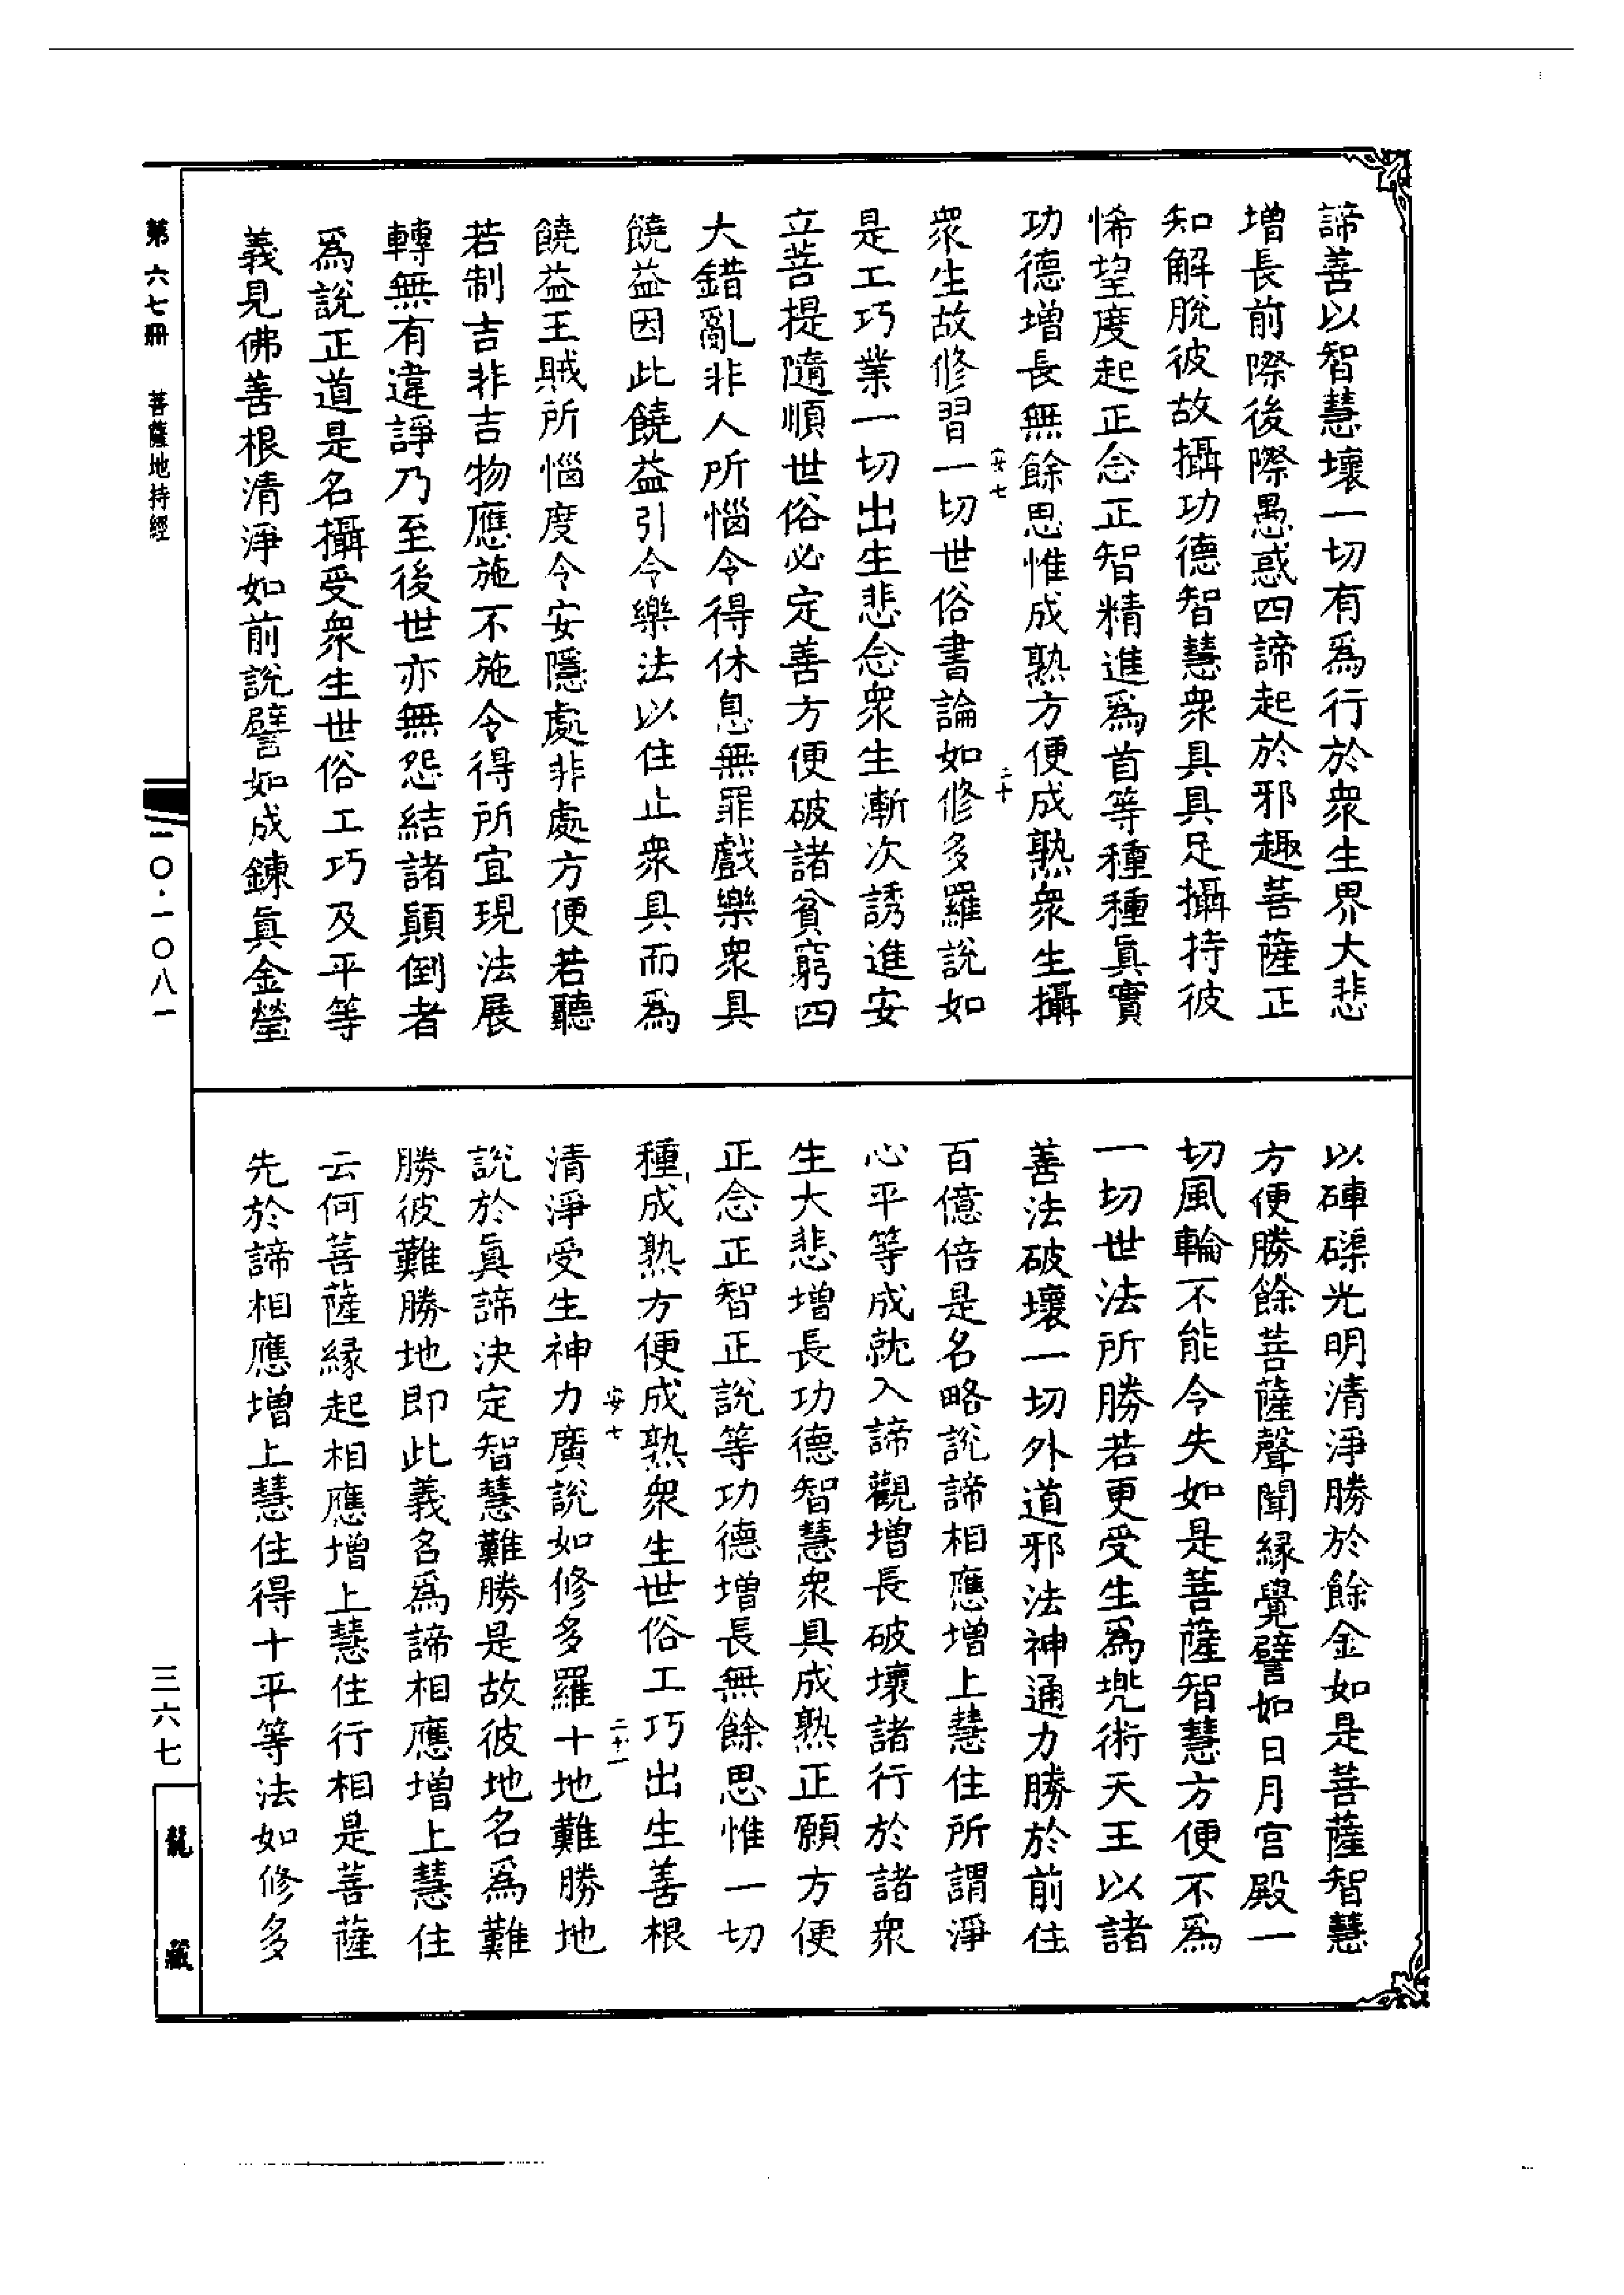 諦善以智慧壞一切有爲行於衆生界大悲
增長前際後際愚惑四諦起於邪趣菩薩正
知解脫彼故攝功德智慧衆具具足攝持彼
悕望度起正念正智精進爲首等種種眞實
功德增長無餘思惟成熟方便成熟衆生攝
安七
二十
衆生故修習一切世俗書論如修多羅說如
是工巧業一切出生悲念衆生漸次誘進安
立菩提隨順世俗必定善方便破諸貧窮四
大錯亂非人所惱令得休息無罪戲樂衆具
饒益因此饒益引令樂法以住止衆具而爲
饒益王賊所惱度令安隱處非處方便若聽
若制吉非吉物應施不施令得所宜現法展
轉無有違諍乃至後世亦無怨結諸顚倒者
爲說正道是名攝受衆生世俗工巧及平等
義見佛善根清淨如前說譬如成鍊眞金瑩
以硨磲光明清淨勝於餘金如是菩薩智慧
方便勝餘菩薩聲聞縁覺譬如日月宮殿一
切風輪不能令失如是菩薩智慧方便不爲
一切世法所勝若更受生爲兠術天王以諸
善法破壞一切外道邪法神通力勝於前住
百億倍是名略說諦相應增上慧住所謂淨
心平等成就入諦觀增長破壞諸行於諸衆
生大悲增長功德智慧衆具成熟正願方便
正念正智正說等功德增長無餘思惟一切
種成熟方便成熟衆生世俗工巧出生善根
安七
二十一
清淨受生神力廣說如修多羅十地難勝地
說於眞諦決定智慧難勝是故彼地名爲難
勝彼難勝地即此義名爲諦相應增上慧住
云何菩薩縁起相應增上慧住行相是菩薩
先於諦相應增上慧住得十平等法如修多
第六七冊 菩薩地持經
一〇·一〇八一
三六七
龍藏